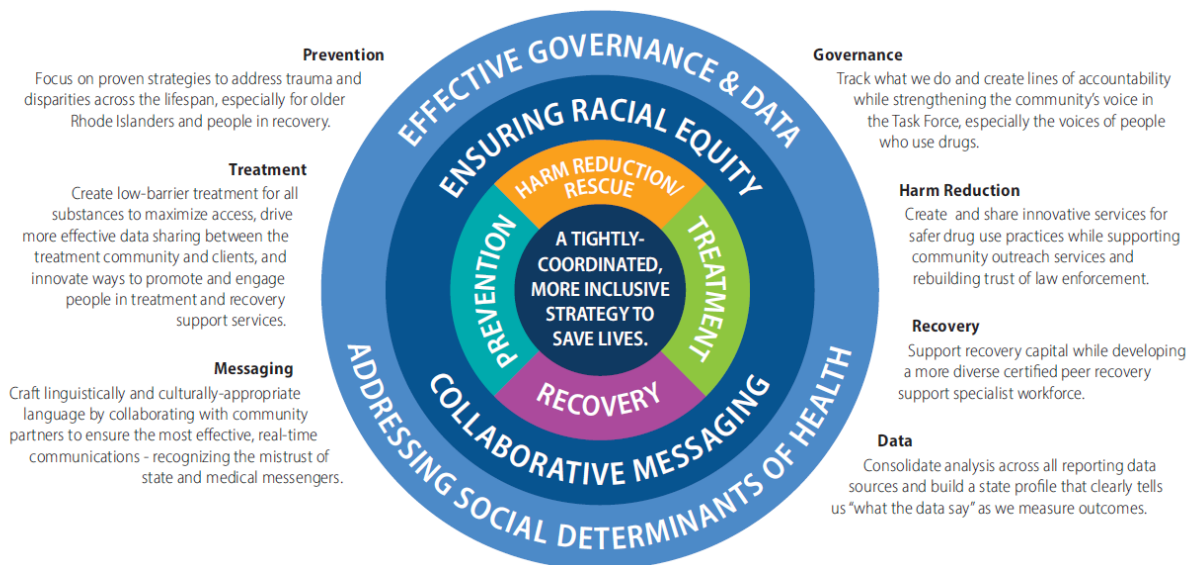 Prevention
Focus on proven strategies to address trauma and
disparities across the lifespan, especially for older
Rhode Islanders and people in recovery.
Treatment
Create low-barrier treatment for all
substances to maximize access, drive
more effective data sharing between the
treatment community and clients, and
innovate ways to promote and engage
people in treatment and recovery
support services.
Messaging
Craft linguistically and culturally-appropriate
language by collaborating with community
partners to ensure the most effective, real-time
communications - recognizing the mistrust of
state and medical messengers.
EFFECTIVE GOVERNANCE & DATA
ENSURING RACIAL EQUITY
HARM REDUCTION/
RESCUE
PREVENTION
A TIGHTLY-
COORDINATED,
MORE INCLUSIVE
STRATEGY TO
SAVE LIVES.
TREATMENT
RECOVERY
COLLABORATIVE MESSAGING
ADDRESSING SOCIAL DETERMINANTS OF HEALTH
Governance
Track what we do and create lines of accountability
while strengthening the community’s voice in
the Task Force, especially the voices of people
who use drugs.
Harm Reduction
Create and share innovative services for
safer drug use practices while supporting
community outreach services and
rebuilding trust of law enforcement.
Recovery
Support recovery capital while developing
a more diverse certified peer recovery
support specialist workforce.
Data
Consolidate analysis across all reporting data
sources and build a state profile that clearly tells
us “what the data say” as we measure outcomes.